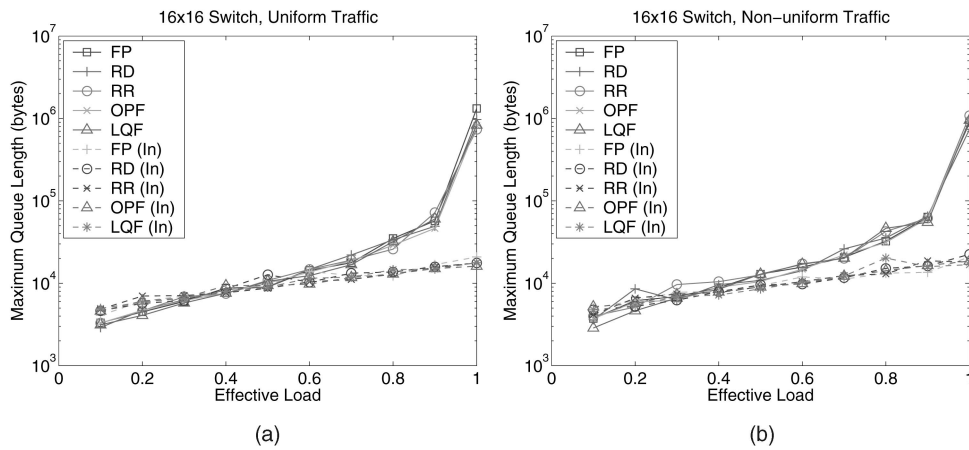 16x16 Switch, Uniform Traffic
10^7
10^6
10^5
10^4
10^3
Maximum Queue Length (bytes)
FP
RD
RR
OPF
LQF
FP (In)
RD (In)
RR (In)
OPF (In)
LQF (In)
0 0.2 0.4 0.6 0.8 1
Effective Load
(a)
16x16 Switch, Non-uniform Traffic
10^7
10^6
10^5
10^4
10^3
Maximum Queue Length (bytes)
FP
RD
RR
OPF
LQF
FP (In)
RD (In)
RR (In)
OPF (In)
LQF (In)
0 0.2 0.4 0.6 0.8 1
Effective Load
(b)